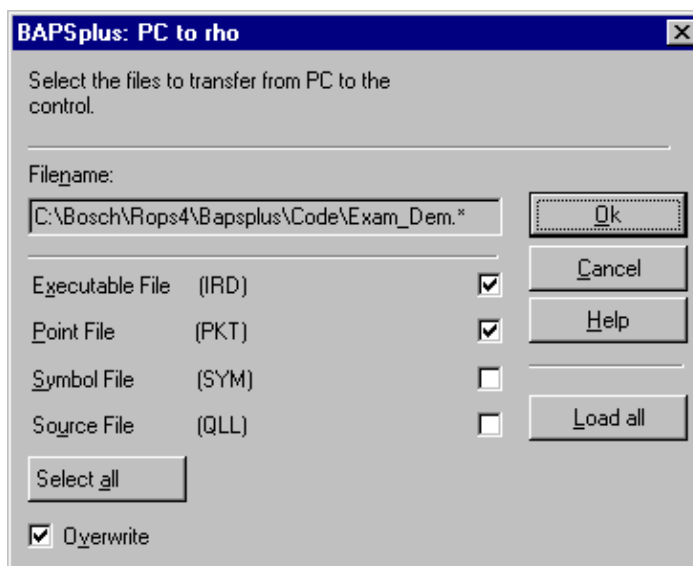 BAPSplus: PC to rho
Select the files to transfer from PC to the
control.
Filename:
C:\Bosch\Rops4\Bapsplus\Code\Exam_Dem.*
Ok
Cancel
Executable File (IRD)
Help
Point File (PKT)
Symbol File (SYM)
Source File (QLL)
Load all
Select all
Overwrite